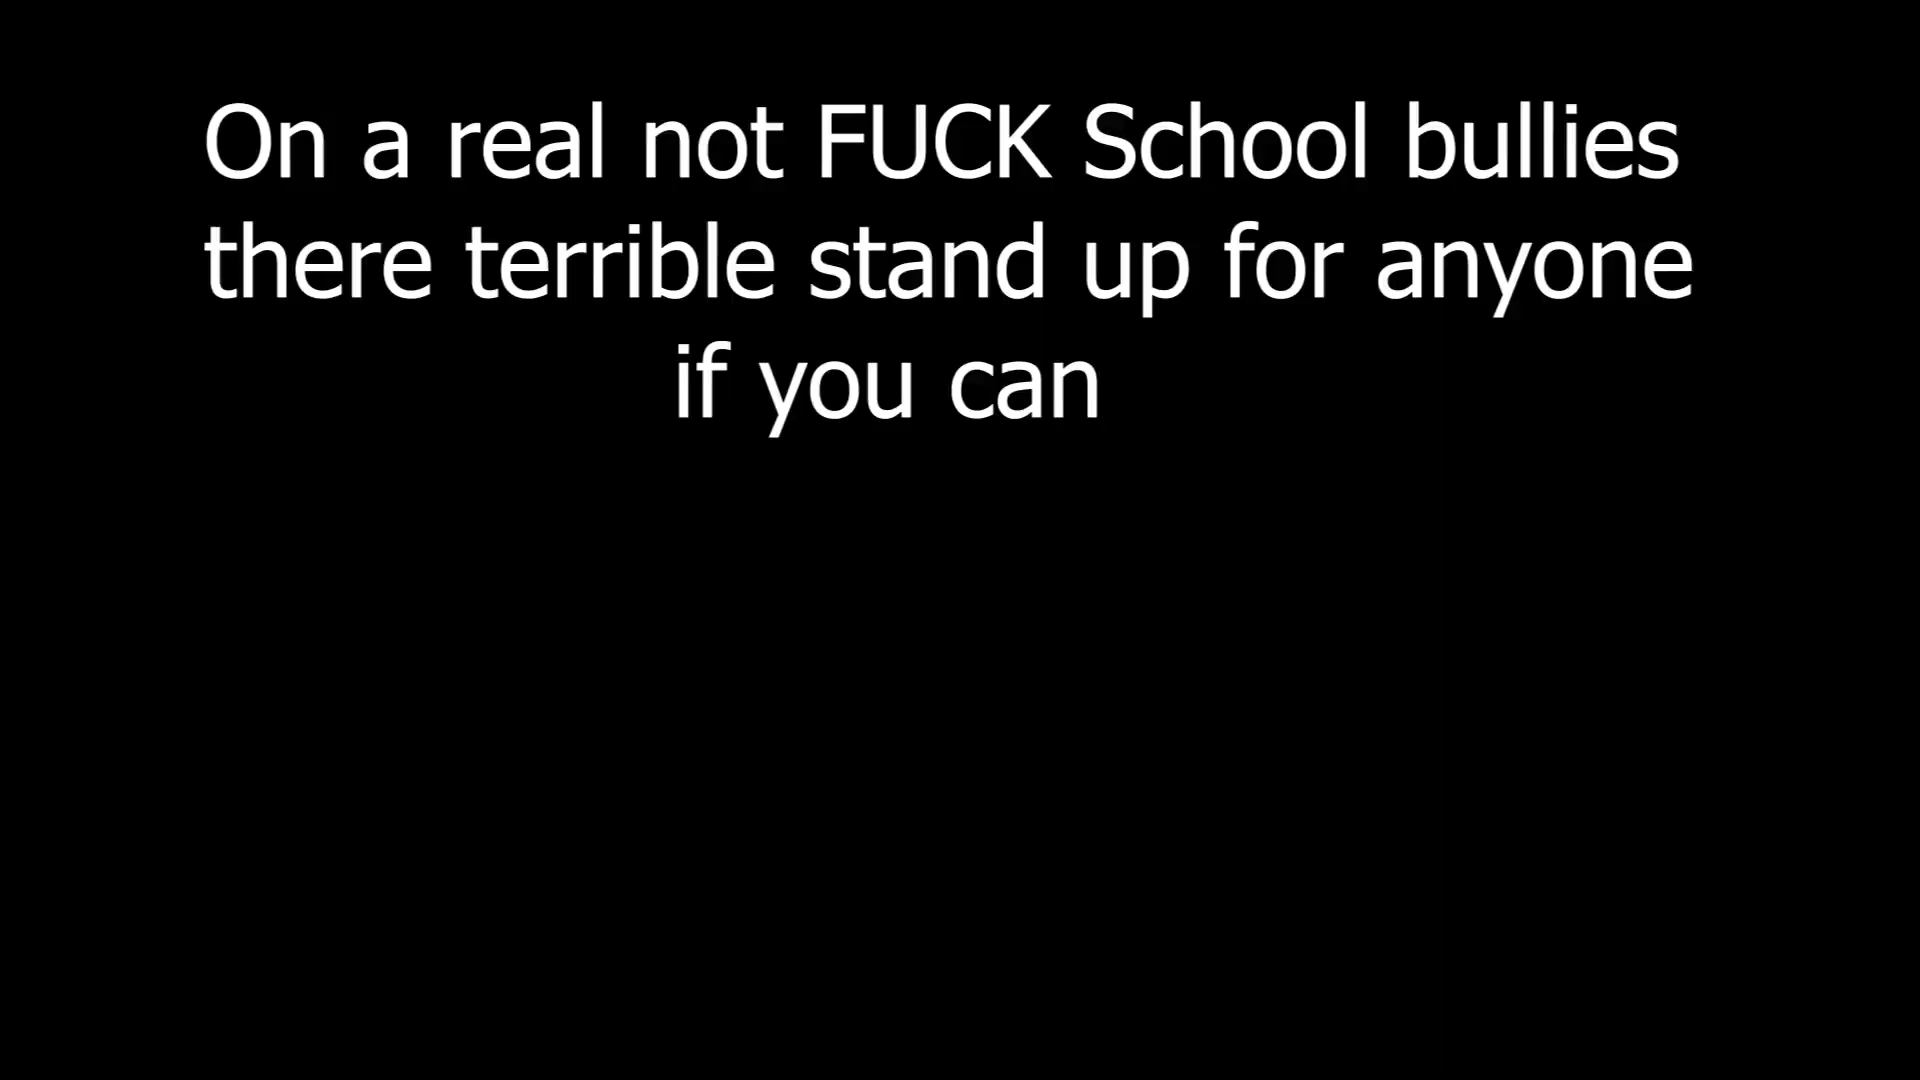 On a real not FUCK School bullies
there terrible stand up for anyone
if you can